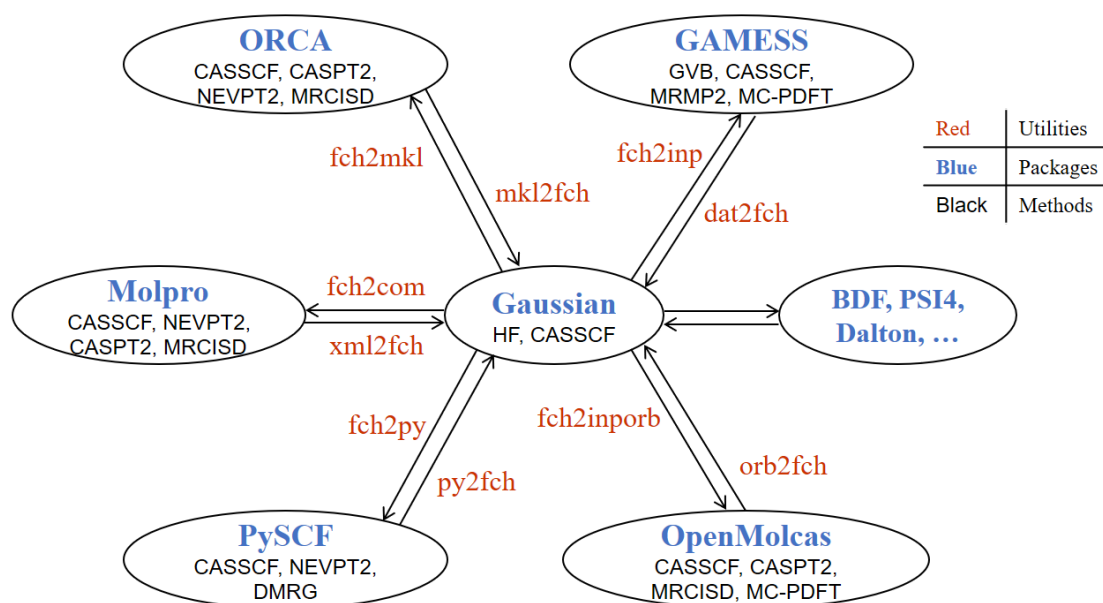 ORCA
CASSCF, CASPT2,
NEVPT2, MRCISD
GAMESS
GVB, CASSCF,
MRMP2, MC-PDFT
Red Utilities
Blue Packages
Black Methods
fch2mkl
mkl2fch
fch2inp
dat2fch
Molpro
CASSCF, NEVPT2,
CASPT2, MRCISD
fch2com
xml2fch
Gaussian
HF, CASSCF
BDF, PSI4,
Dalton, …
fch2py
py2fch
fch2inporb
orb2fch
PySCF
CASSCF, NEVPT2,
DMRG
OpenMolcas
CASSCF, CASPT2,
MRCISD, MC-PDFT